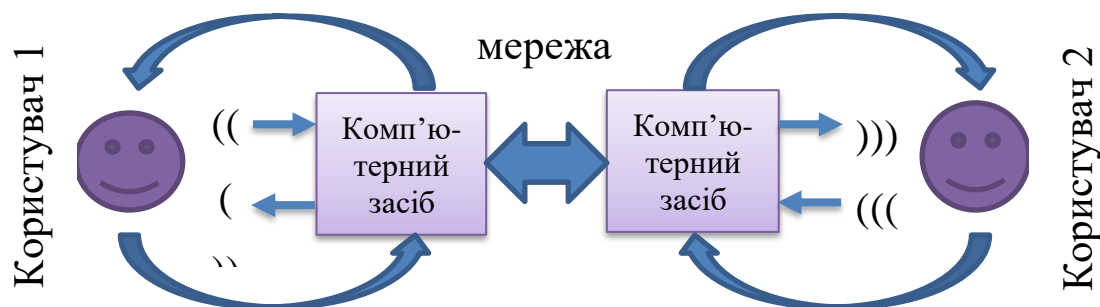 мережа
Користувач 1
((
(
))
Комп’ю-
терний
засіб
Комп’ю-
терний
засіб
)))
(((
Користувач 2